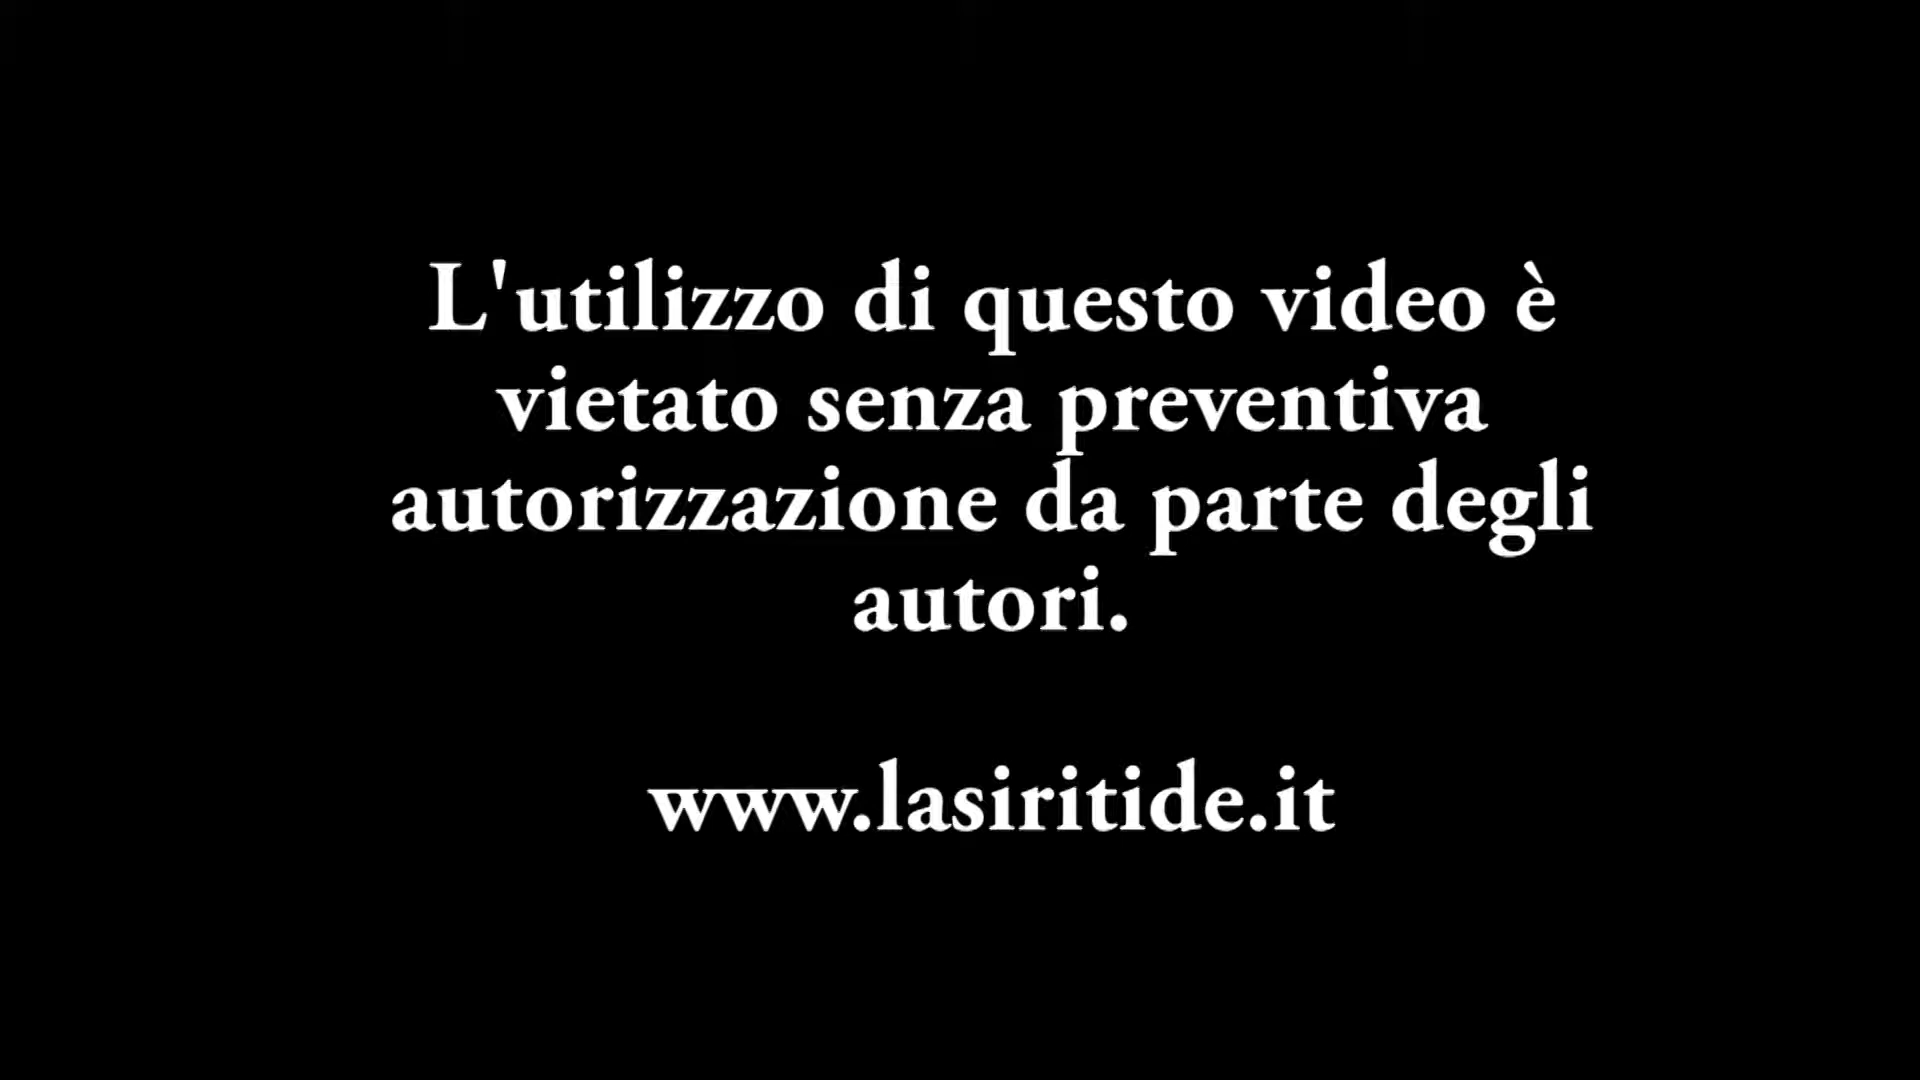 L'utilizzo di questo video è
vietato senza preventiva
autorizzazione da parte degli
autori.
www.lasiritide.it